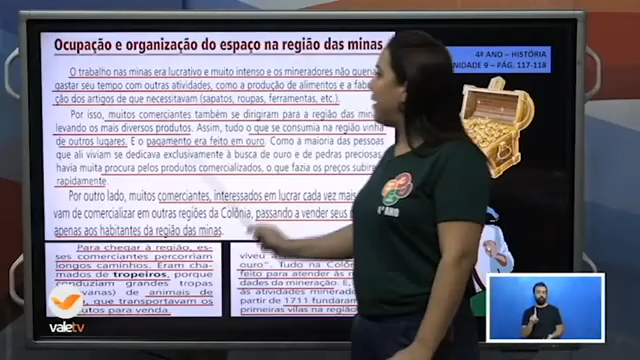 Ocupação e organização do espaço na região das minas
4º ANO – HISTÓRIA
UNIDADE 9 – PÁG. 117-118
O trabalho nas minas era lucrativo e muito intenso e os mineradores não
gastar seu tempo com outras atividades, como a produção de alimentos e a
ção dos artigos de que necessitavam (sapatos, roupas, ferramentas, etc.).
Por isso, muitos comerciantes também se dirigiram para a região das
levando os mais diversos produtos. Assim, tudo o que se consumia na região vinha
de outros lugares. E o pagamento era feito em ouro. Como a maioria das pessoas
que ali viviam se dedicava exclusivamente à busca de ouro e de pedras preciosas,
havia muita procura pelos produtos comercializados, o que fazia os preços subirem
rapidamente.
Por outro lado, muitos comerciantes, interessados em lucrar cada vez mais
vam de comercializar em outras regiões da Colônia, passando a vender seus
apenas aos habitantes da região das minas.
Para chegar à região, es-
ses comerciantes percorriam
longos caminhos. Eram cha-
mados de tropeiros, porque
conduziam grandes tropas
de animais de
que transportavam os
para venda.
viveu
ouro". Tudo na
feito para atender às
dades da mineração. E,
as atividades
partir de 1711 fundaram
primeiras vilas na região
4º ANO
valetv